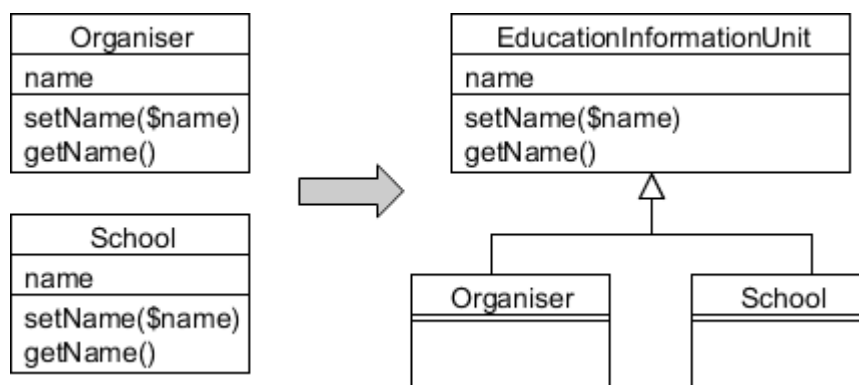 Organiser
name
setName($name)
getName()
School
name
setName($name)
getName()
EducationInformationUnit
name
setName($name)
getName()
Organiser
School